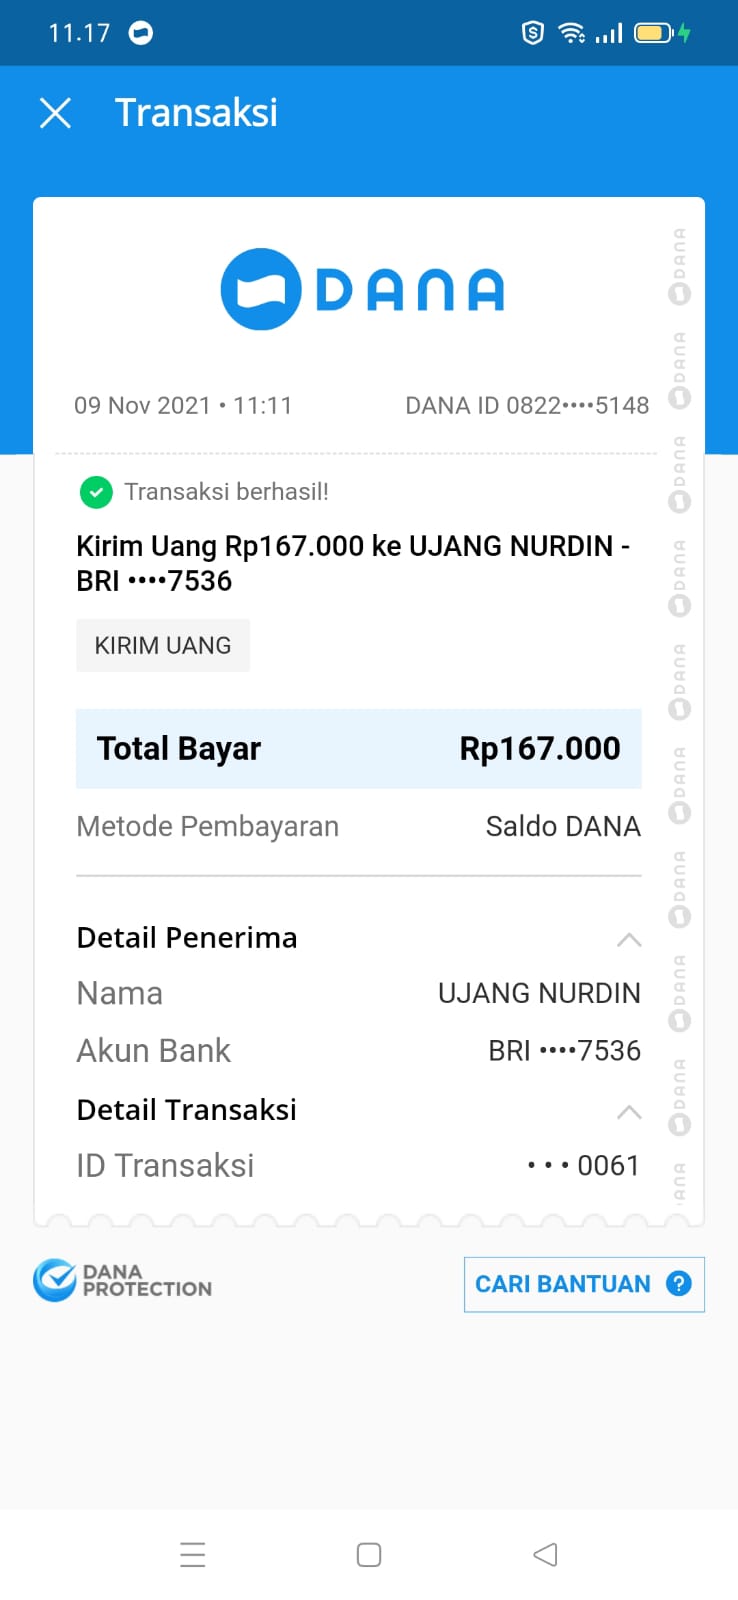 11.17
Transaksi
DANA
09 Nov 2021 • 11:11
DANA ID 0822••••5148
Transaksi berhasil!
Kirim Uang Rp167.000 ke UJANG NURDIN -
BRI ••••7536
KIRIM UANG
Total Bayar Rp167.000
Metode Pembayaran Saldo DANA
Detail Penerima
Nama UJANG NURDIN
Akun Bank BRI ••••7536
Detail Transaksi
ID Transaksi • • • 0061
DANA
DANA
DANA
DANA
DANA
DANA
DANA
DANA
DANA
ANA
DANA
PROTECTION
CARI BANTUAN ?